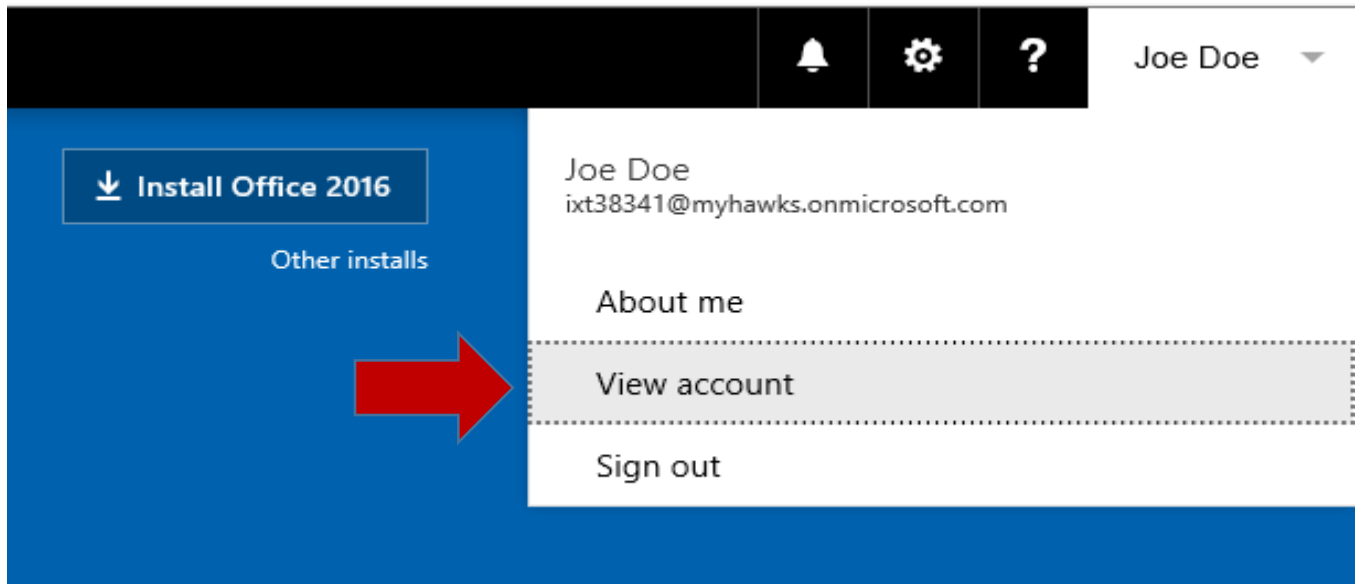 ?
Joe Doe
Install Office 2016
Other installs
Joe Doe
ixt38341@myhawks.onmicrosoft.com
About me
View account
Sign out